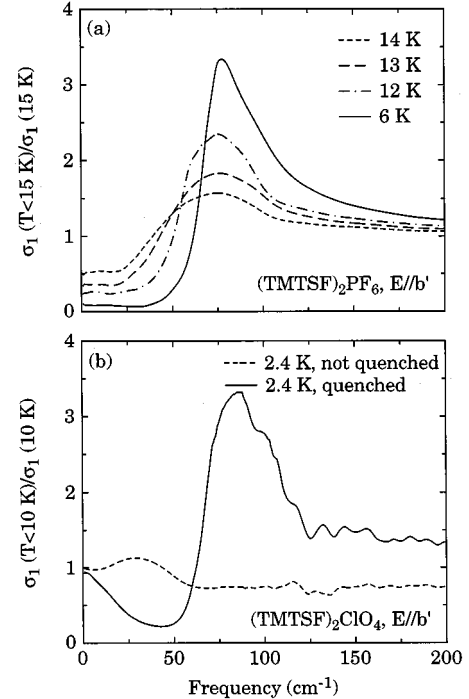 4
(a)
14 K
13 K
12 K
6 K
3
2
1
0
σ₁ (T<15 K)/σ₁ (15 K)
(TMTSF)₂PF₆, E//b'
4
(b)
2.4 K, not quenched
2.4 K, quenched
3
2
1
0
σ₁ (T<10 K)/σ₁ (10 K)
(TMTSF)₂ClO₄, E//b'
0 50 100 150 200
Frequency (cm⁻¹)